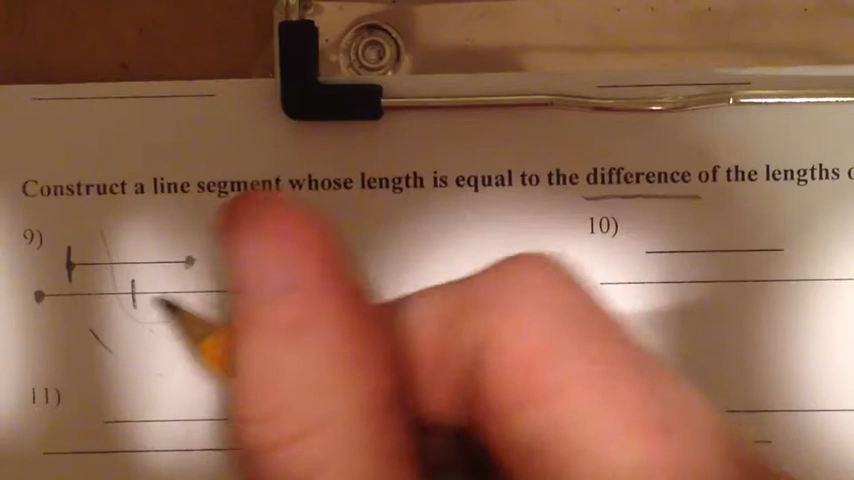 Construct a line segment whose length is equal to the difference of the lengths
9)
10)
11)